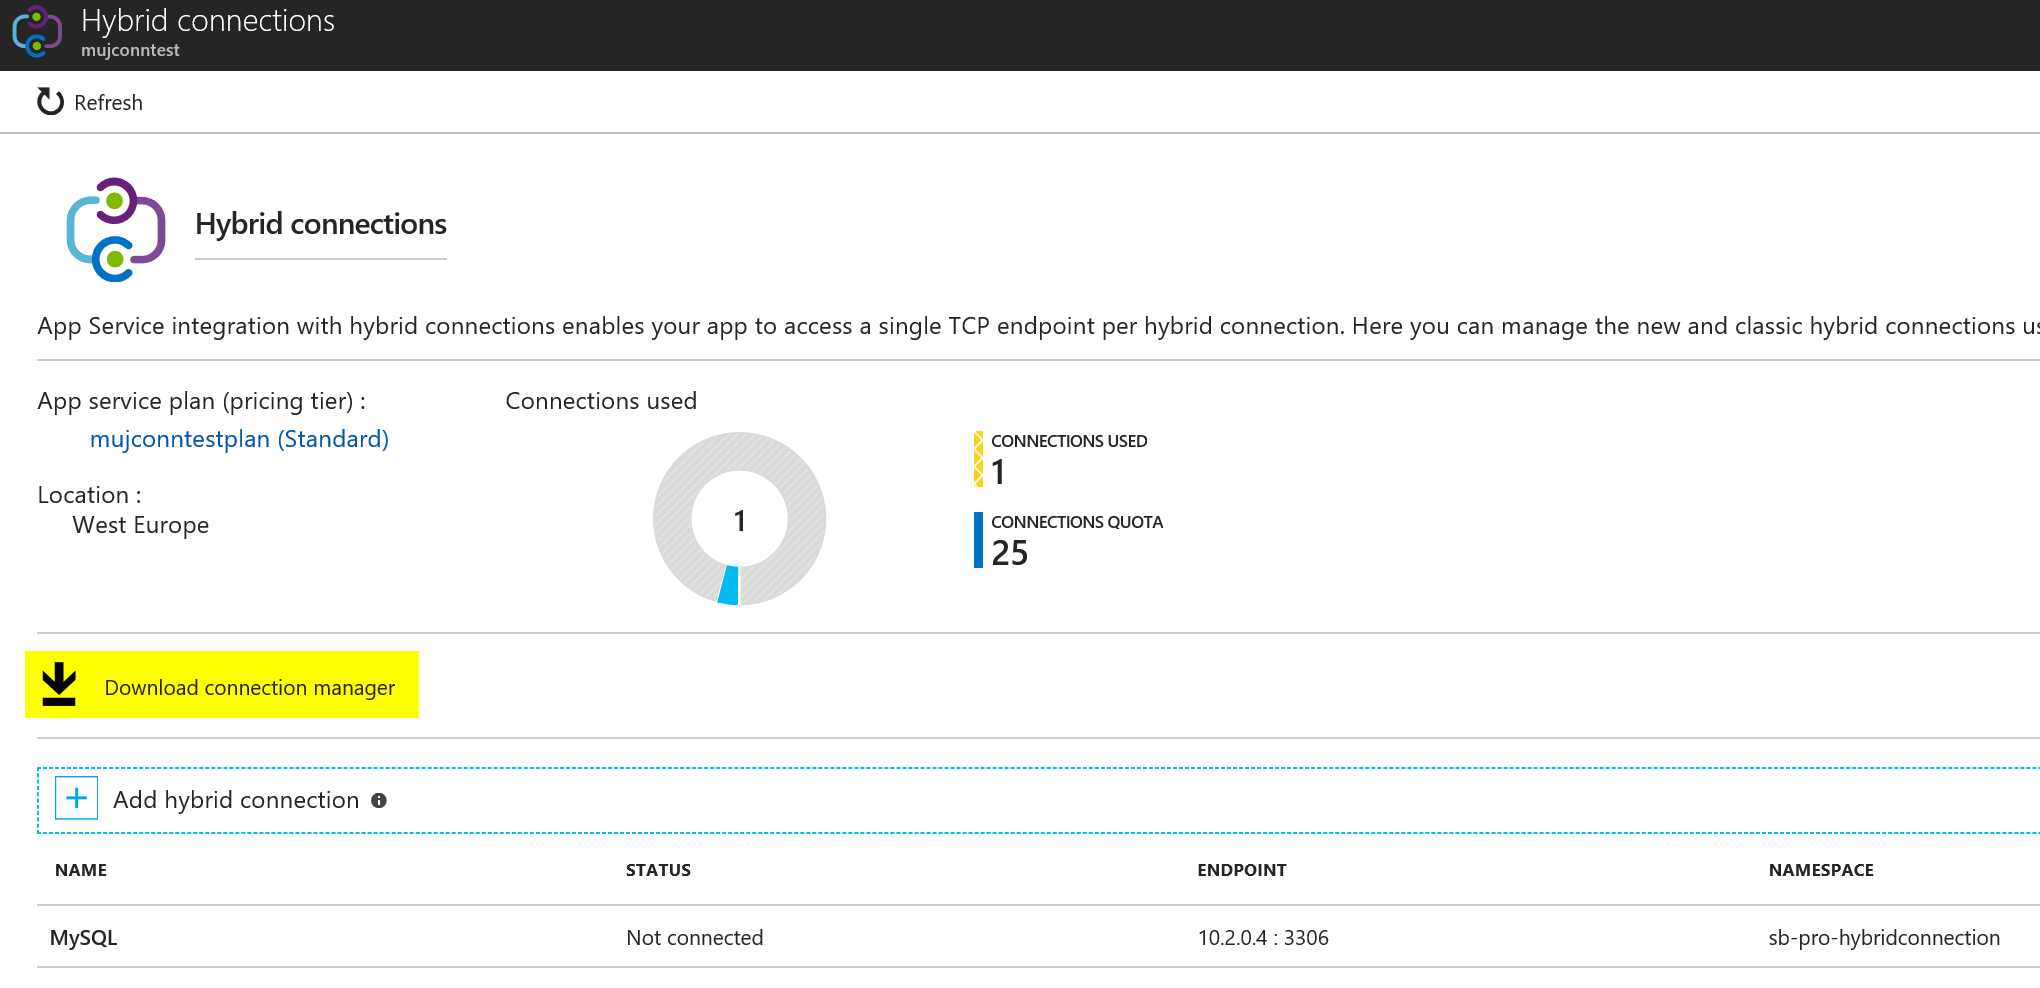 Hybrid connections
mujconntest
Refresh
Hybrid connections
App Service integration with hybrid connections enables your app to access a single TCP endpoint per hybrid connection. Here you can manage the new and classic hybrid connections
App service plan (pricing tier) :
mujconntestplan (Standard)
Location :
West Europe
Connections used
1
CONNECTIONS USED
1
CONNECTIONS QUOTA
25
Download connection manager
Add hybrid connection
NAME STATUS ENDPOINT NAMESPACE
MySQL Not connected 10.2.0.4 : 3306 sb-pro-hybridconnection